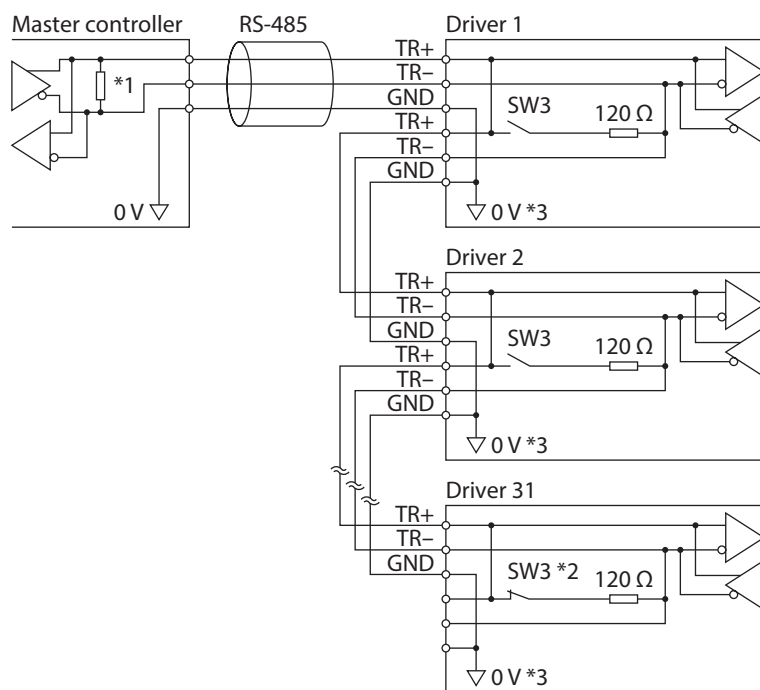 Master controller
RS-485
Driver 1
TR+
TR–
GND
TR+
TR–
GND
*1
0 V
SW3
120 Ω
0 V *3
Driver 2
TR+
TR–
GND
TR+
TR–
GND
SW3
120 Ω
0 V *3
Driver 31
TR+
TR–
GND
SW3 *2
120 Ω
0 V *3